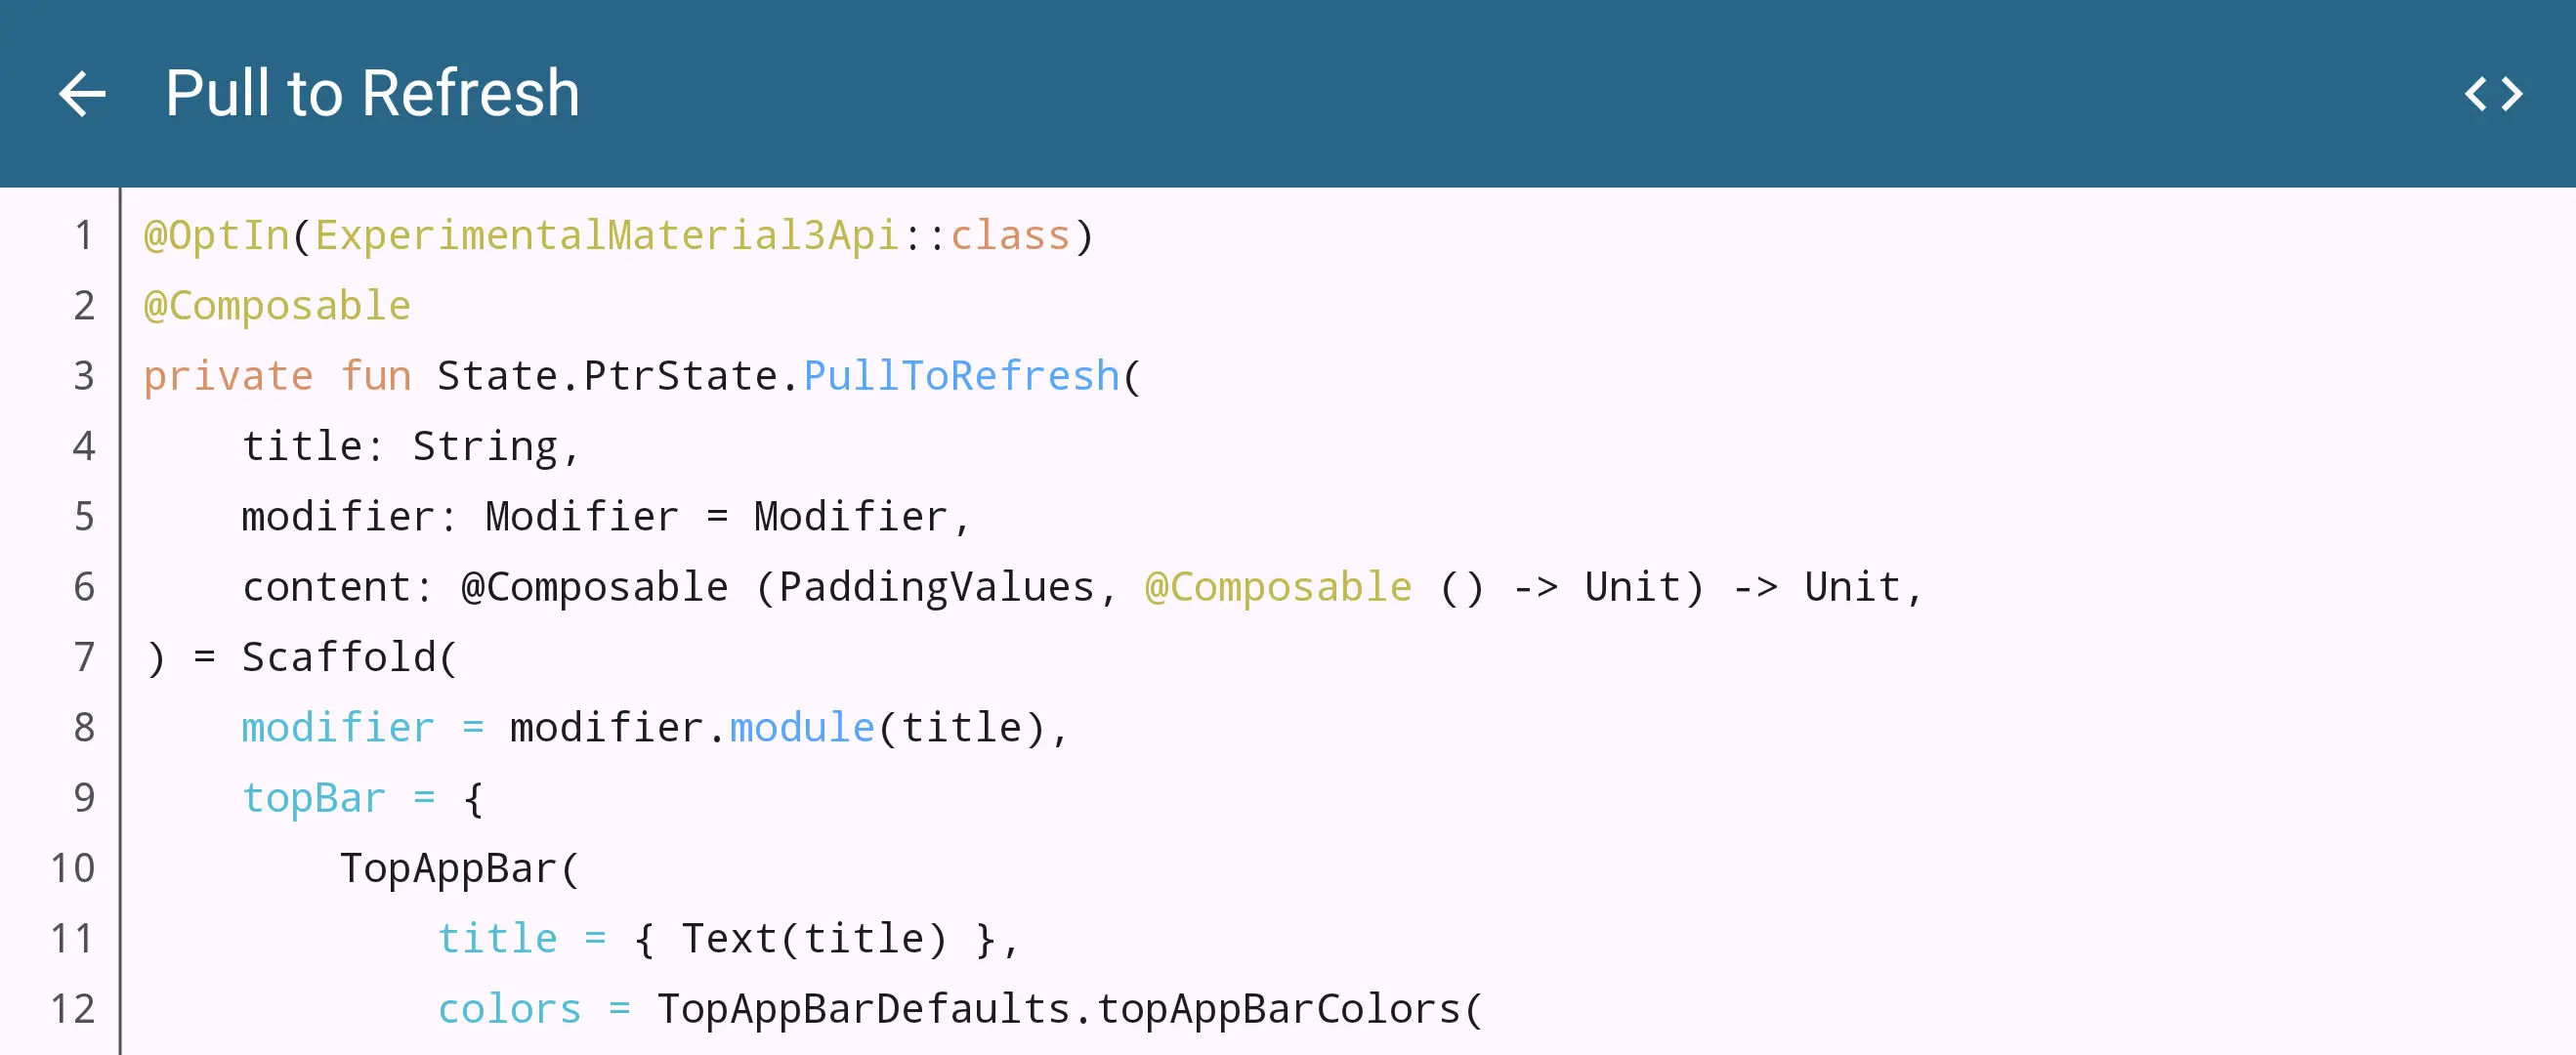 Pull to Refresh
1 @OptIn(ExperimentalMaterial3Api::class)
2 @Composable
3 private fun State.PtrState.PullToRefresh(
4     title: String,
5     modifier: Modifier = Modifier,
6     content: @Composable (PaddingValues, @Composable () -> Unit) -> Unit,
7 ) = Scaffold(
8     modifier = modifier.module(title),
9     topBar = {
10         TopAppBar(
11             title = { Text(title) },
12             colors = TopAppBarDefaults.topAppBarColors(